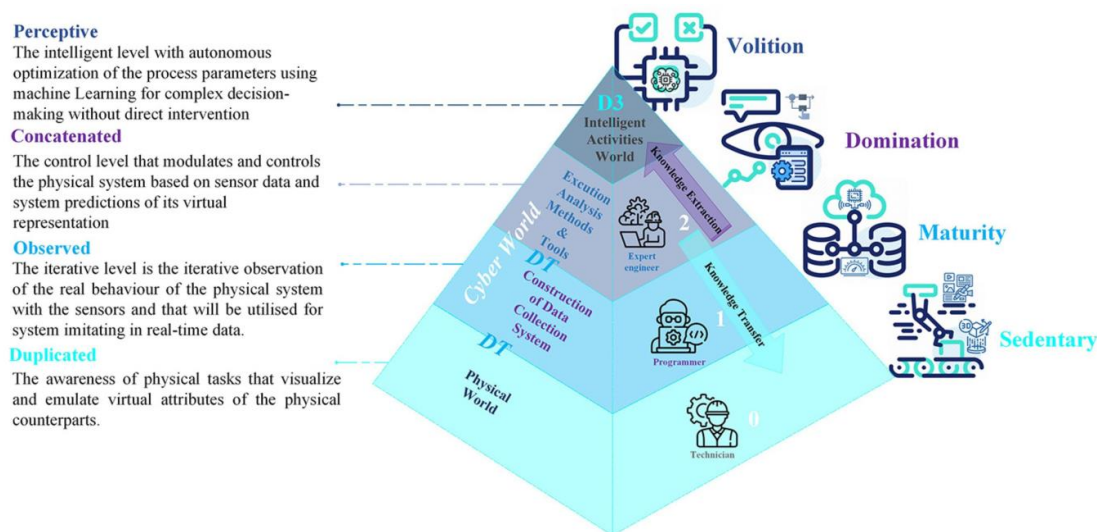 Perceptive
The intelligent level with autonomous
optimization of the process parameters using
machine Learning for complex decision-
making without direct intervention
Concatenated
The control level that modulates and controls
the physical system based on sensor data and
system predictions of its virtual
representation
Observed
The iterative level is the iterative observation
of the real behaviour of the physical system
with the sensors and that will be utilised for
system imitating in real-time data.
Duplicated
The awareness of physical tasks that visualize
and emulate virtual attributes of the physical
counterparts.
D3
Intelligent
Activities
World
Cyber World
Excution
Analysis
Methods
&
Tools
DT
Construction
of Data
Collection
System
DT
Physical
World
Knowledge Extraction
2
Expert
engineer
Knowledge Transfer
1
Programmer
0
Technician
Volition
Domination
Maturity
Sedentary
3D